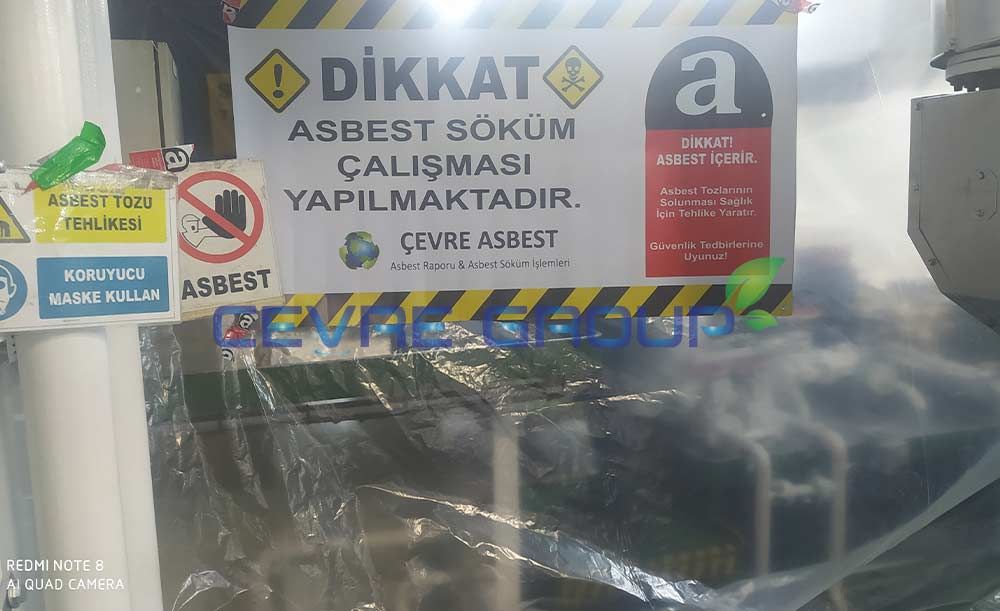 DİKKAT
ASBEST SÖKÜM
ÇALIŞMASI
YAPILMAKTADIR.
ÇEVRE ASBEST
Asbest Raporu & Asbest Söküm İşlemleri
a
DİKKAT!
ASBEST İÇERİR.
Asbest Tozlarının
Solunması Sağlık
İçin Tehlike Yaratır.
Güvenlik Tedbirlerine
Uyunuz!
ASBEST TOZU
TEHLİKESİ
KORUYUCU
MASKE KULLAN
ASBEST
CEVRE GROUP
REDMI NOTE 8
AI QUAD CAMERA